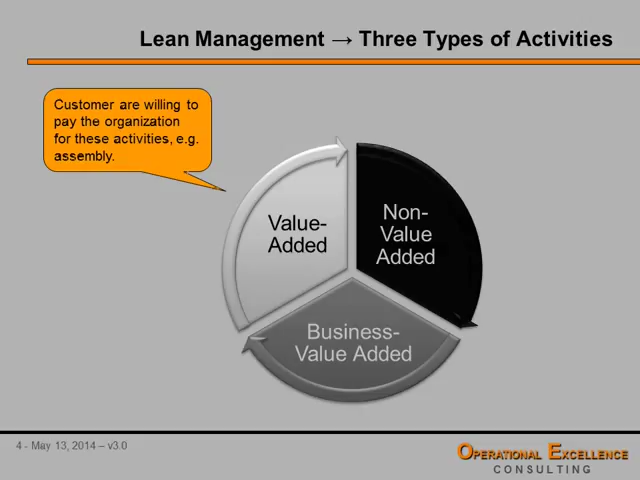 Lean Management → Three Types of Activities
Customer are willing to
pay the organization
for these activities, e.g.
assembly.
Value-
Added
Non-
Value
Added
Business-
Value Added
4 - May 13, 2014 – v3.0
OPERATIONAL EXCELLENCE
CONSULTING